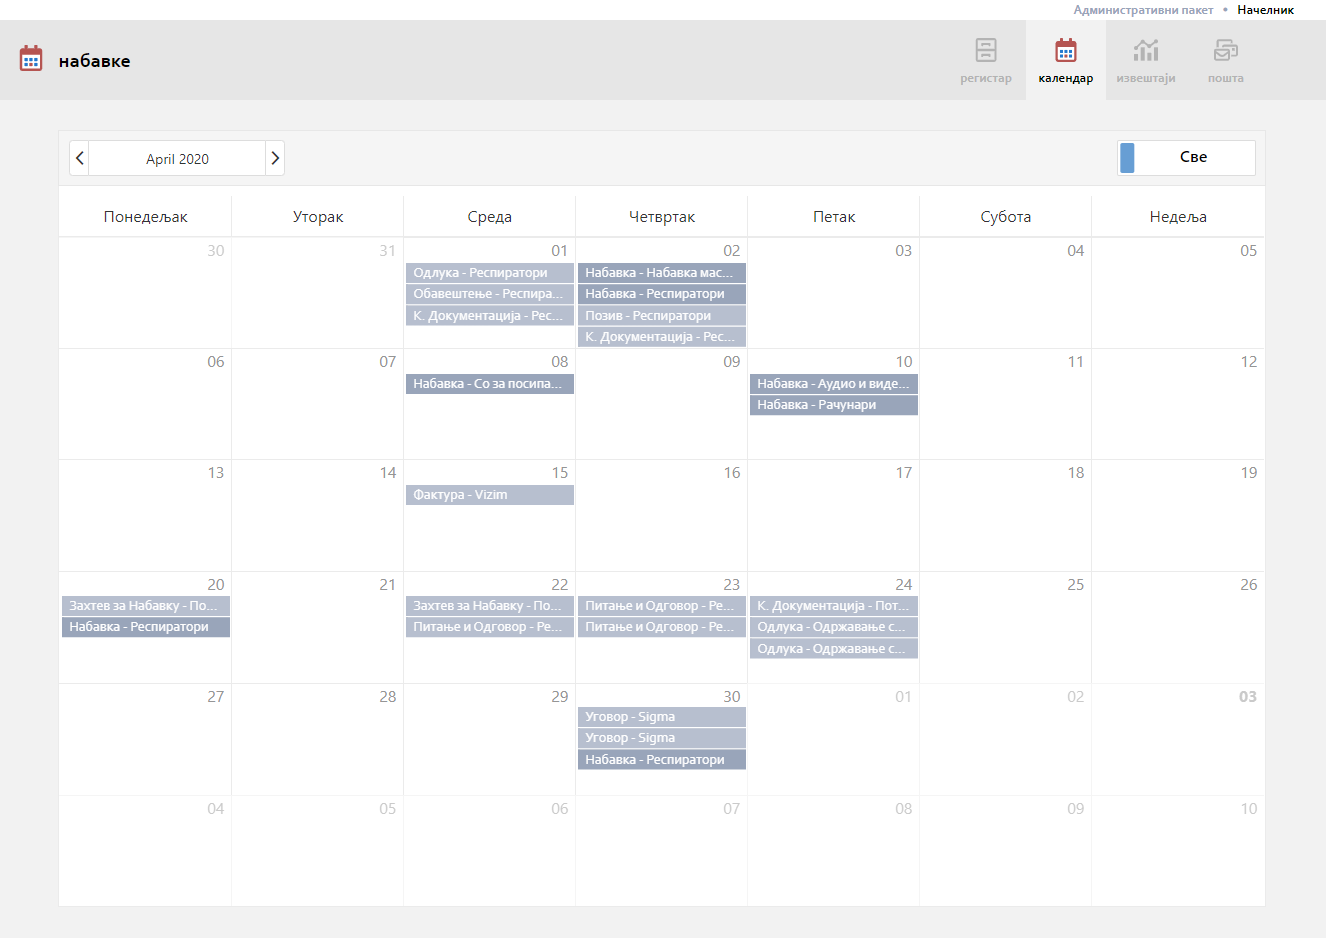 Административни пакет • Начелник
набавке
регистар
календар
извештаји
пошта
April 2020
Све
Понедељак Уторак Среда Четвртак Петак Субота Недеља
30 31 01 02 03 04 05
Одлука - Респиратори
Обавештење - Респира...
К. Документација - Рес...
Набавка - Набавка мас...
Набавка - Респиратори
Позив - Респиратори
К. Документација - Рес...
06 07 08 09 10 11 12
Набавка - Со за посипа...
Набавка - Аудио и виде...
Набавка - Рачунари
13 14 15 16 17 18 19
Фактура - Vizim
20 21 22 23 24 25 26
Захтев за Набавку - По...
Набавка - Респиратори
Захтев за Набавку - По...
Питање и Одговор - Ре...
Питање и Одговор - Ре...
Питање и Одговор - Ре...
К. Документација - Пот...
Одлука - Одржавање с...
Одлука - Одржавање с...
27 28 29 30 01 02 03
Уговор - Sigma
Уговор - Sigma
Набавка - Респиратори
04 05 06 07 08 09 10